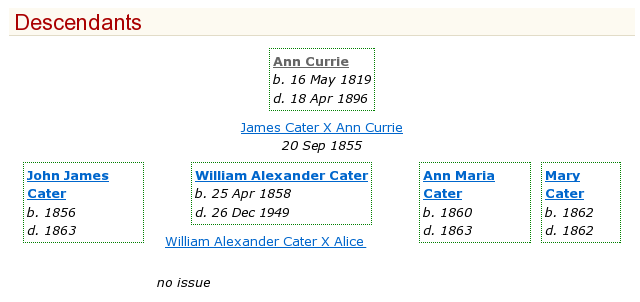 Descendants
Ann Currie
b. 16 May 1819
d. 18 Apr 1896
James Cater X Ann Currie
20 Sep 1855
John James
Cater
b. 1856
d. 1863
William Alexander Cater
b. 25 Apr 1858
d. 26 Dec 1949
William Alexander Cater X Alice
no issue
Ann Maria
Cater
b. 1860
d. 1863
Mary
Cater
b. 1862
d. 1862